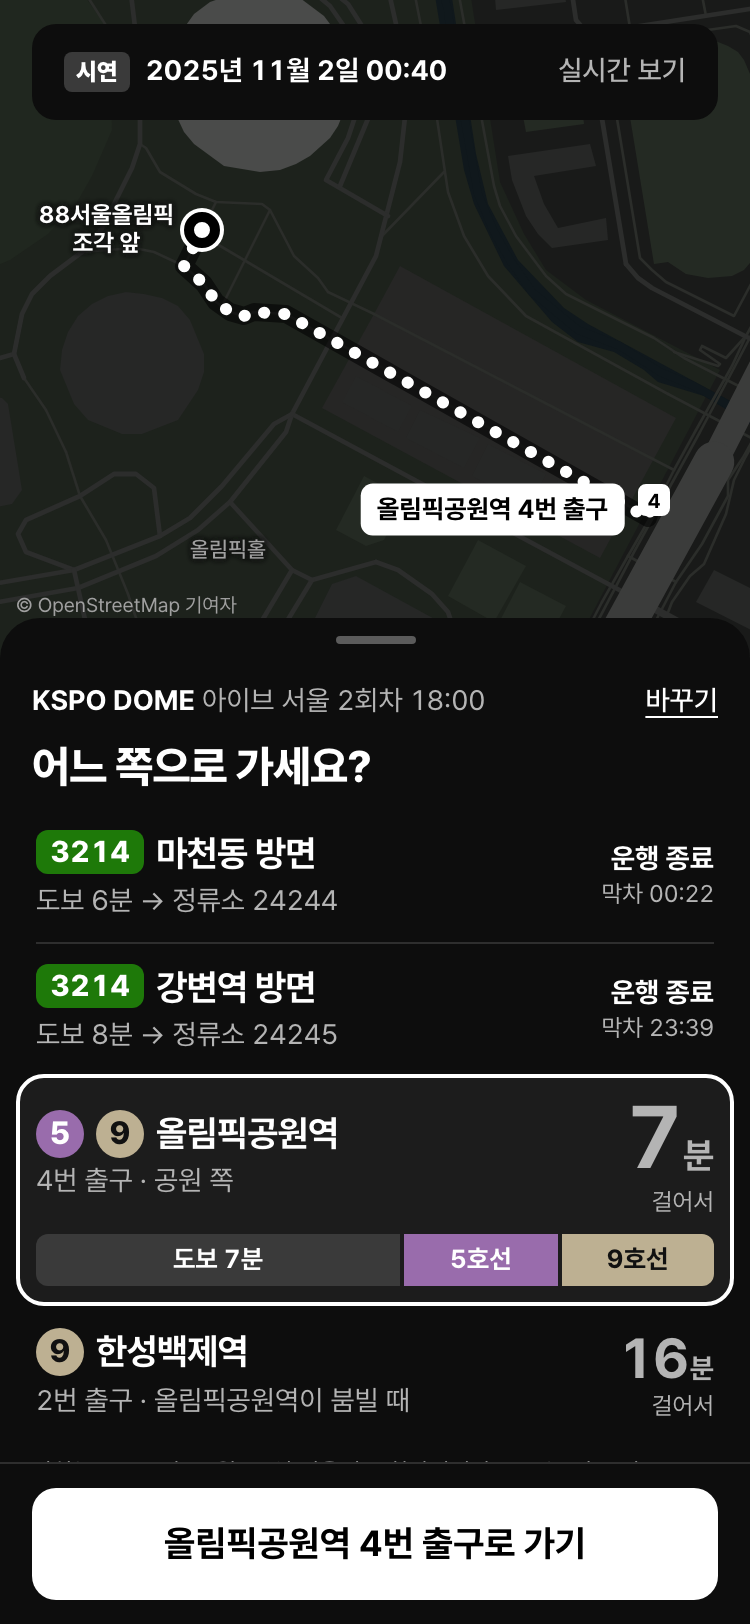 시연 2025년 11월 2일 00:40 실시간 보기
88서울올림픽
조각 앞
4
올림픽공원역 4번 출구
올림픽홀
© OpenStreetMap 기여자
KSPO DOME 아이브 서울 2회차 18:00 바꾸기
어느 쪽으로 가세요?
3214 마천동 방면 운행 종료
도보 6분 → 정류소 24244 막차 00:22
3214 강변역 방면 운행 종료
도보 8분 → 정류소 24245 막차 23:39
5 9 올림픽공원역 7분
4번 출구 · 공원 쪽 걸어서
도보 7분 5호선 9호선
9 한성백제역 16분
2번 출구 · 올림픽공원역이 붐빌 때 걸어서
올림픽공원역 4번 출구로 가기